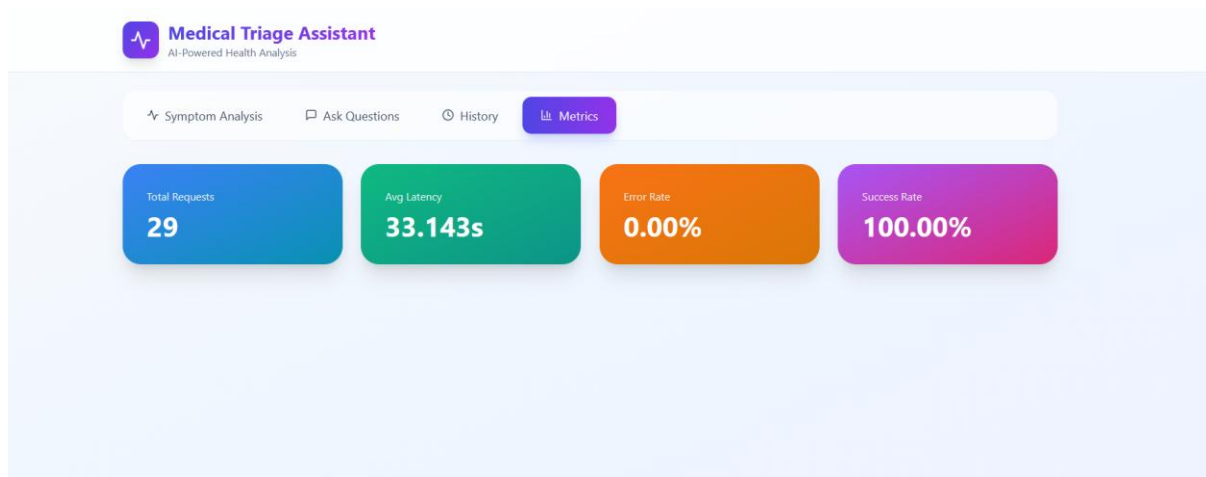 Medical Triage Assistant
AI-Powered Health Analysis
Symptom Analysis
Ask Questions
History
Metrics
Total Requests
29
Avg Latency
33.143s
Error Rate
0.00%
Success Rate
100.00%